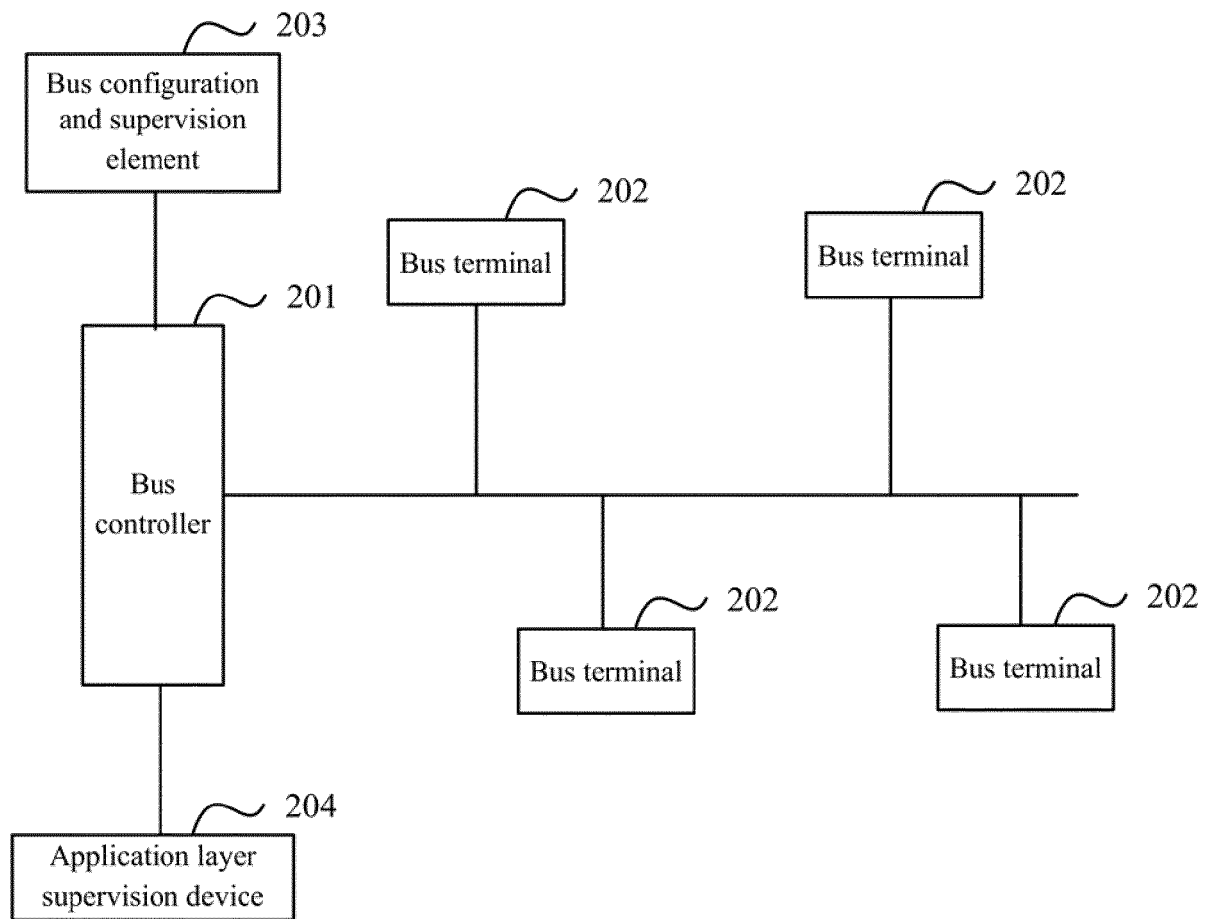 203
Bus configuration
and supervision
element
202
Bus terminal
202
Bus terminal
201
Bus
controller
202
Bus terminal
202
Bus terminal
204
Application layer
supervision device